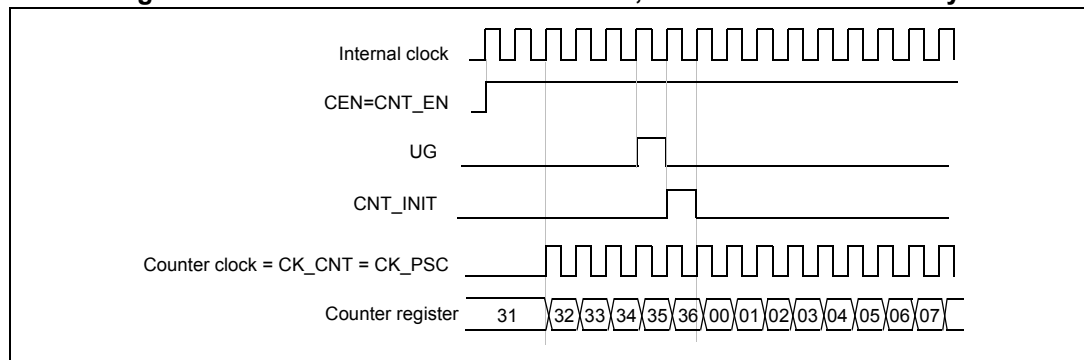 Internal clock
CEN=CNT_EN
UG
CNT_INIT
Counter clock = CK_CNT = CK_PSC
Counter register 31 32 33 34 35 36 00 01 02 03 04 05 06 07